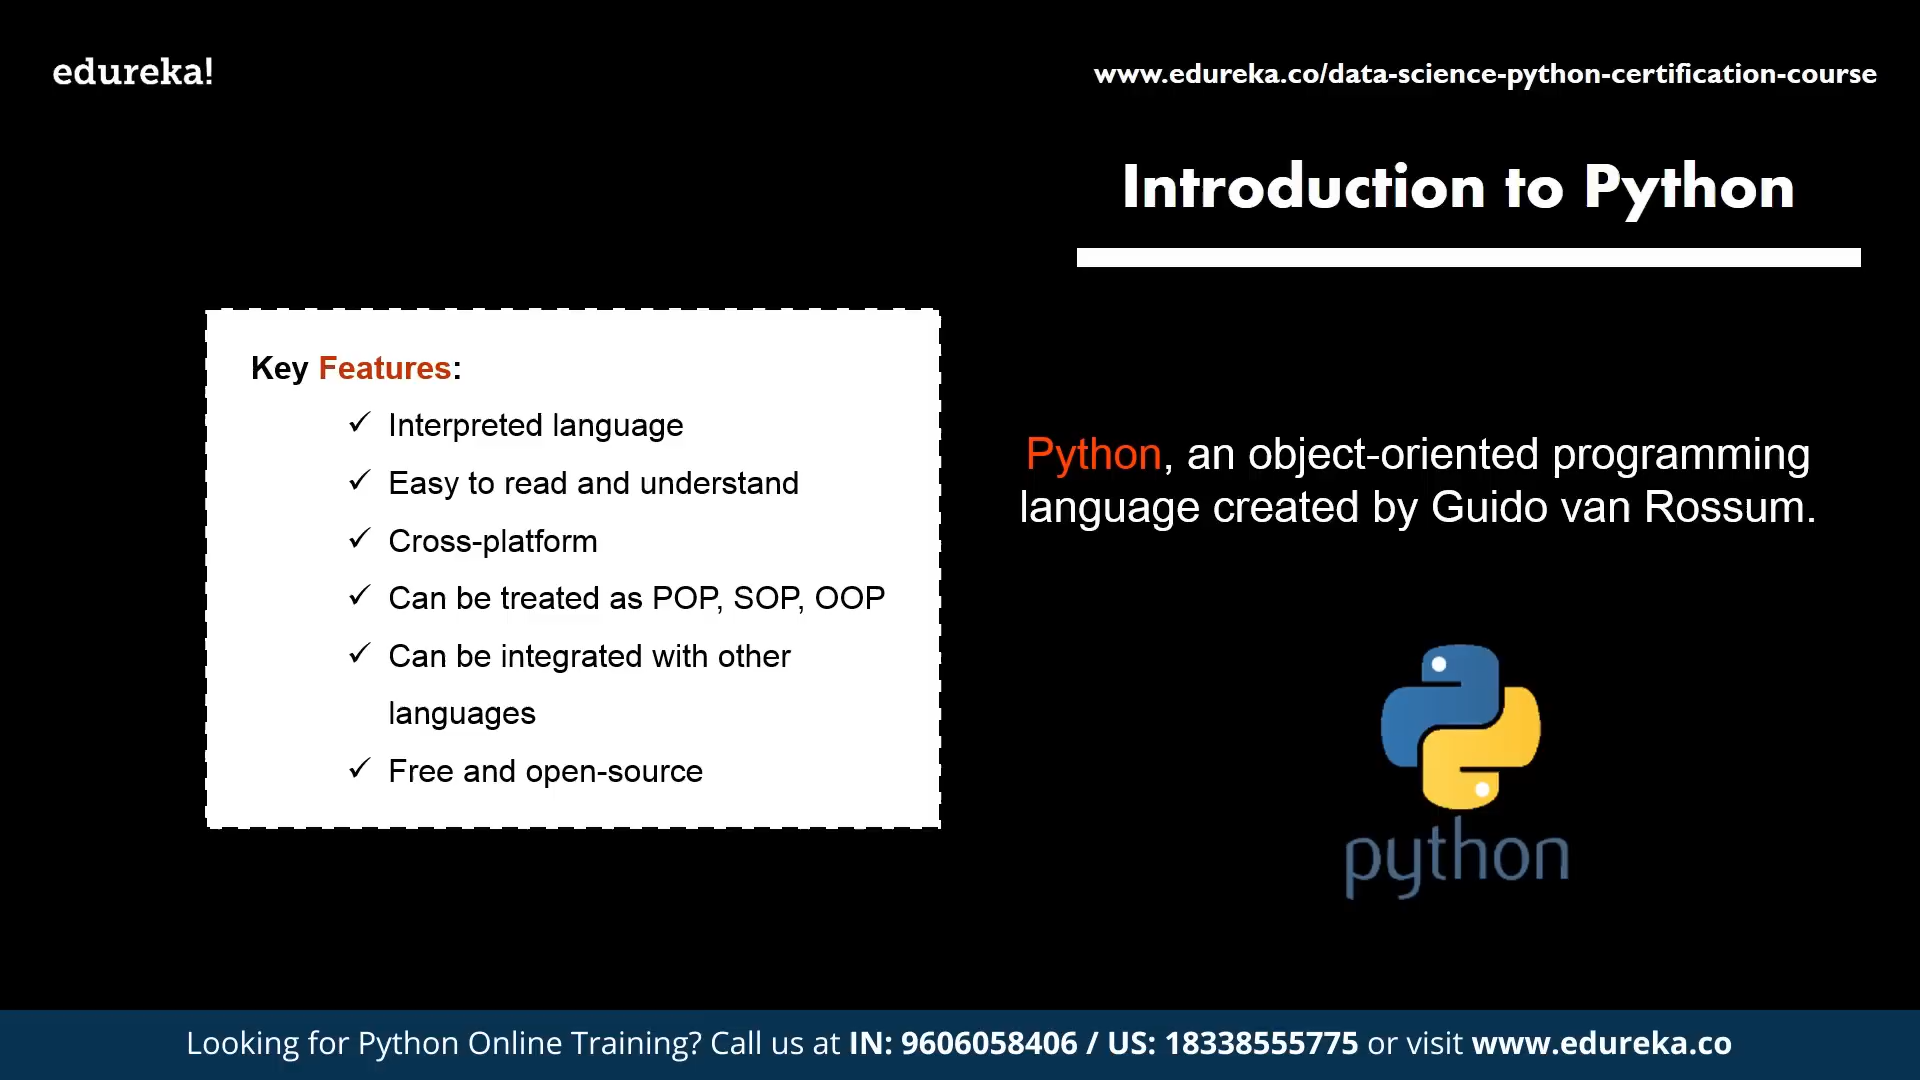 edureka!
www.edureka.co/data-science-python-certification-course
Introduction to Python
Key Features:
✓ Interpreted language
✓ Easy to read and understand
✓ Cross-platform
✓ Can be treated as POP, SOP, OOP
✓ Can be integrated with other
languages
✓ Free and open-source
Python, an object-oriented programming
language created by Guido van Rossum.
python
Looking for Python Online Training? Call us at IN: 9606058406 / US: 18338555775 or visit www.edureka.co